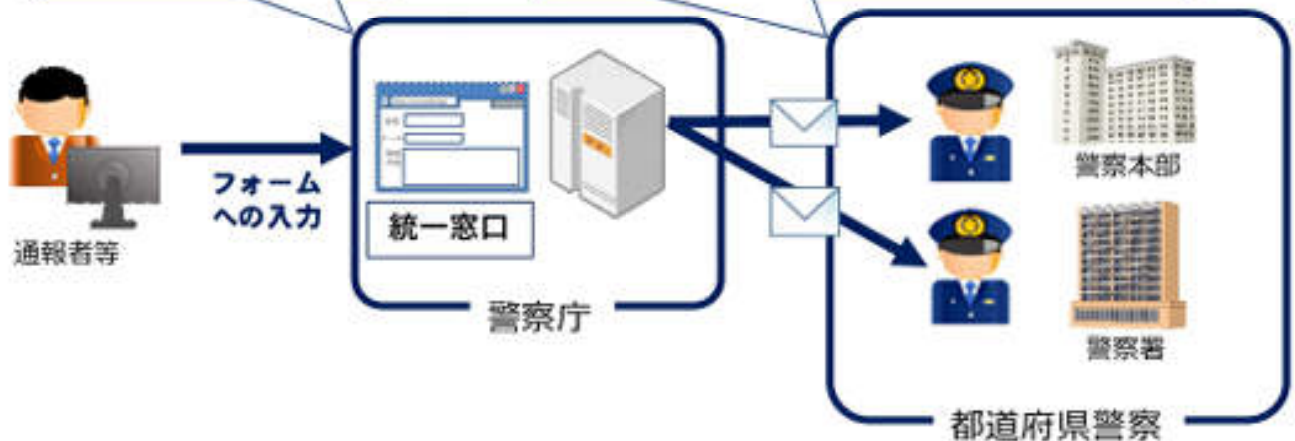 通報者等
フォーム
への入力
統一窓口
警察庁
警察本部
警察署
都道府県警察